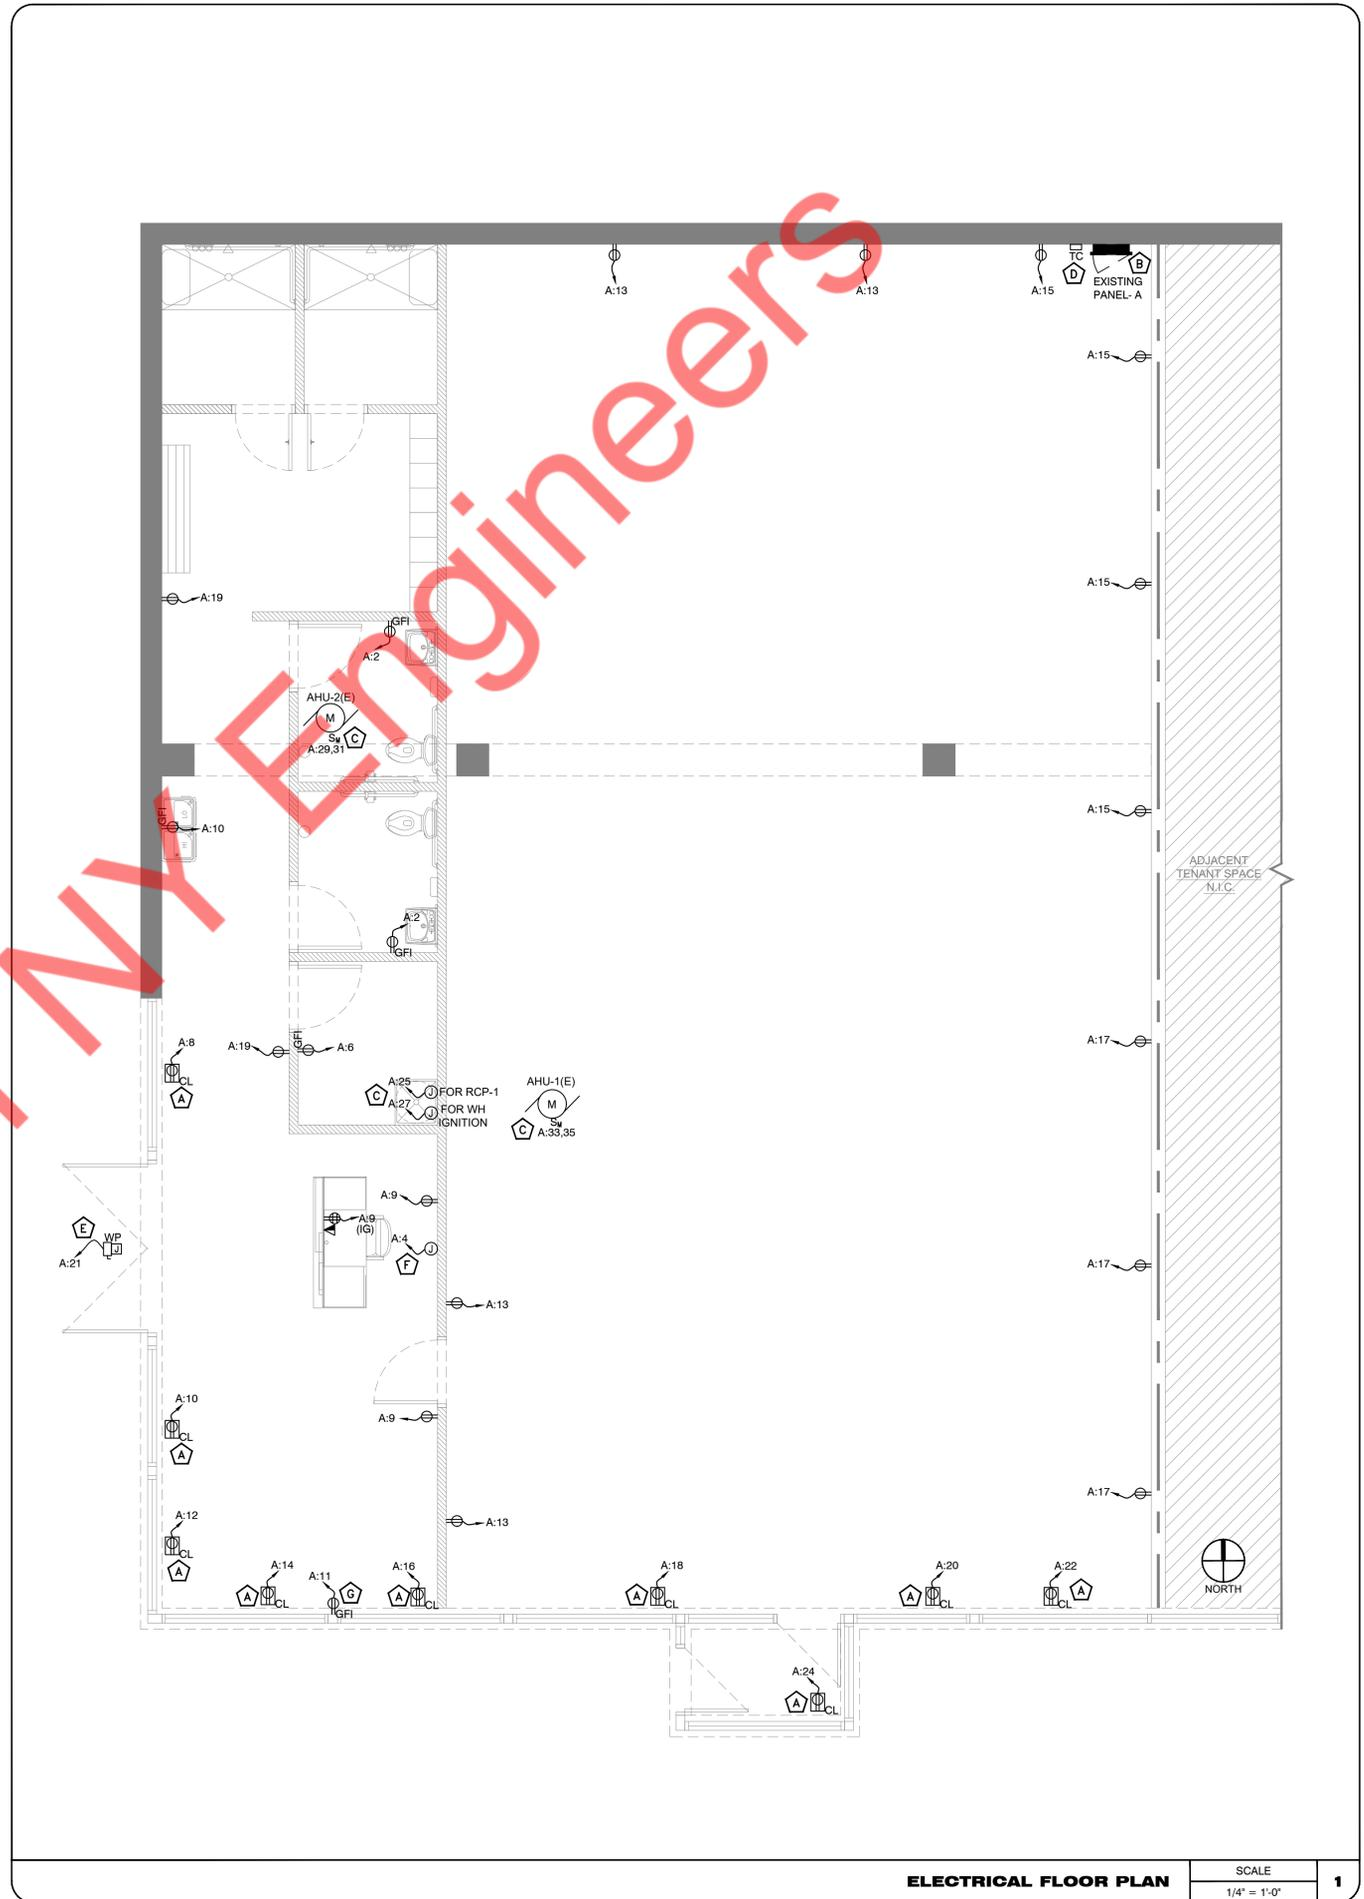 NY Engineers
A:13
A:13
A:15
TC
D
B
EXISTING
PANEL- A
A:15
A:15
A:19
GFI
A:2
AHU-2(E)
M
SM
C
A:29,31
GFI
A:10
A:15
ADJACENT
TENANT SPACE
N.I.C.
A:2
GFI
A:8
CL
A
A:19
GFI
A:6
A:17
C
A:25
J
FOR RCP-1
A:27
J
FOR WH
IGNITION
AHU-1(E)
M
SM
C
A:33,35
A:9
A:9
(IG)
A:4
J
F
E
WP
J
A:21
A:17
A:13
A:10
CL
A
A:9
A:17
A:12
CL
A
A:13
A:14
A
CL
A:11
G
GFI
A:16
A
CL
A:18
A
CL
A:20
A
CL
A:22
A
CL
NORTH
A:24
A
CL
ELECTRICAL FLOOR PLAN
SCALE
1/4" = 1'-0"
1